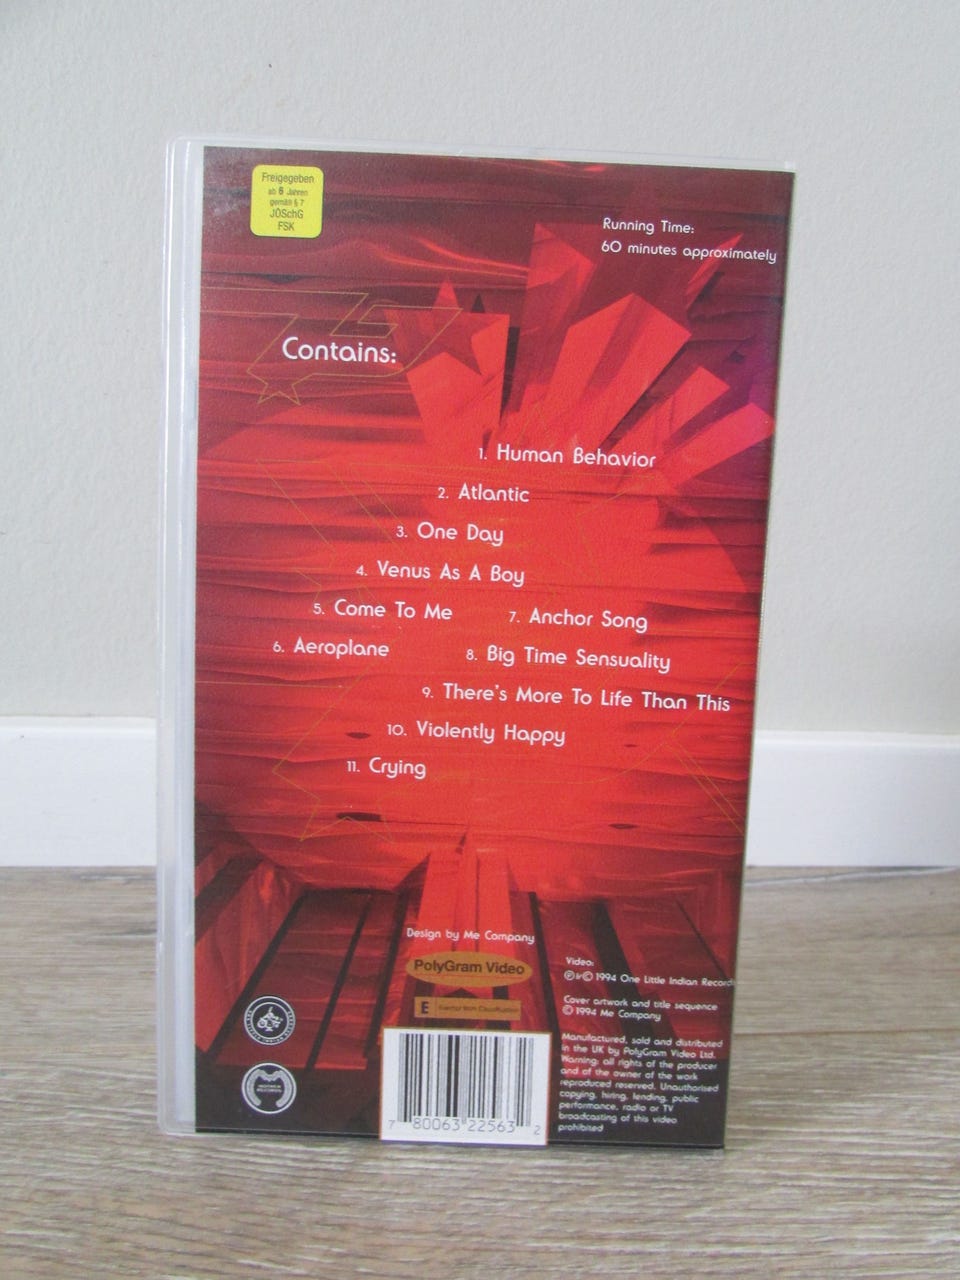 Freigegeben
ab 6 Jahren
gemäß § 7
JÖSchG
FSK
Running Time:
60 minutes approximately
Contains:
1. Human Behavior
2. Atlantic
3. One Day
4. Venus As A Boy
5. Come To Me
6. Aeroplane
7. Anchor Song
8. Big Time Sensuality
9. There's More To Life Than This
10. Violently Happy
11. Crying
Design by Me Company
PolyGram Video
E Exempt from Classification
7 80063 22563 2
Video:
℗&© 1994 One Little Indian Records
Cover artwork and title sequence
© 1994 Me Company
Manufactured, sold and distributed
in the UK by PolyGram Video Ltd.
Warning: all rights of the producer
and of the owner of the work
reproduced reserved. Unauthorised
copying, hiring, lending, public
performance, radio or TV
broadcasting of this video
prohibited